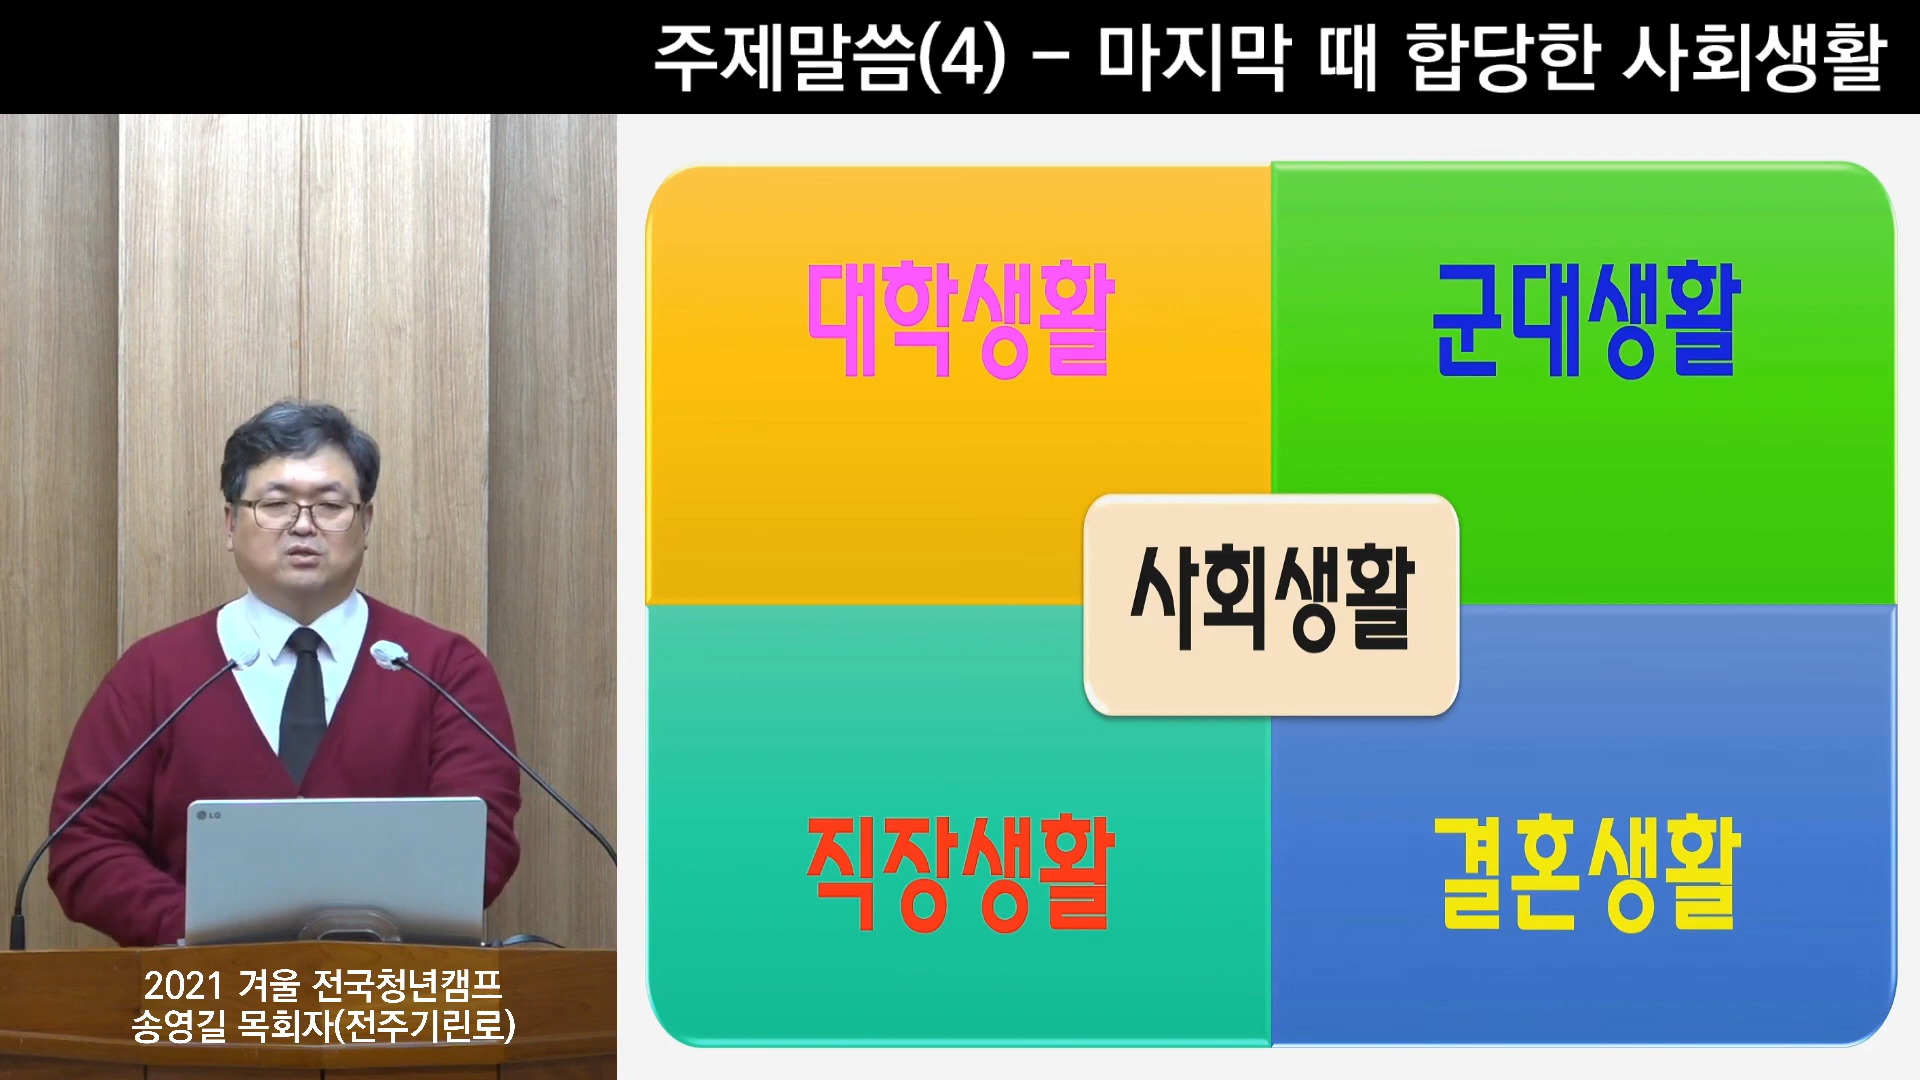 주제말씀(4) - 마지막 때 합당한 사회생활
대학생활
군대생활
사회생활
직장생활
결혼생활
LG
2021 겨울 전국청년캠프
송영길 목회자(전주기린로)